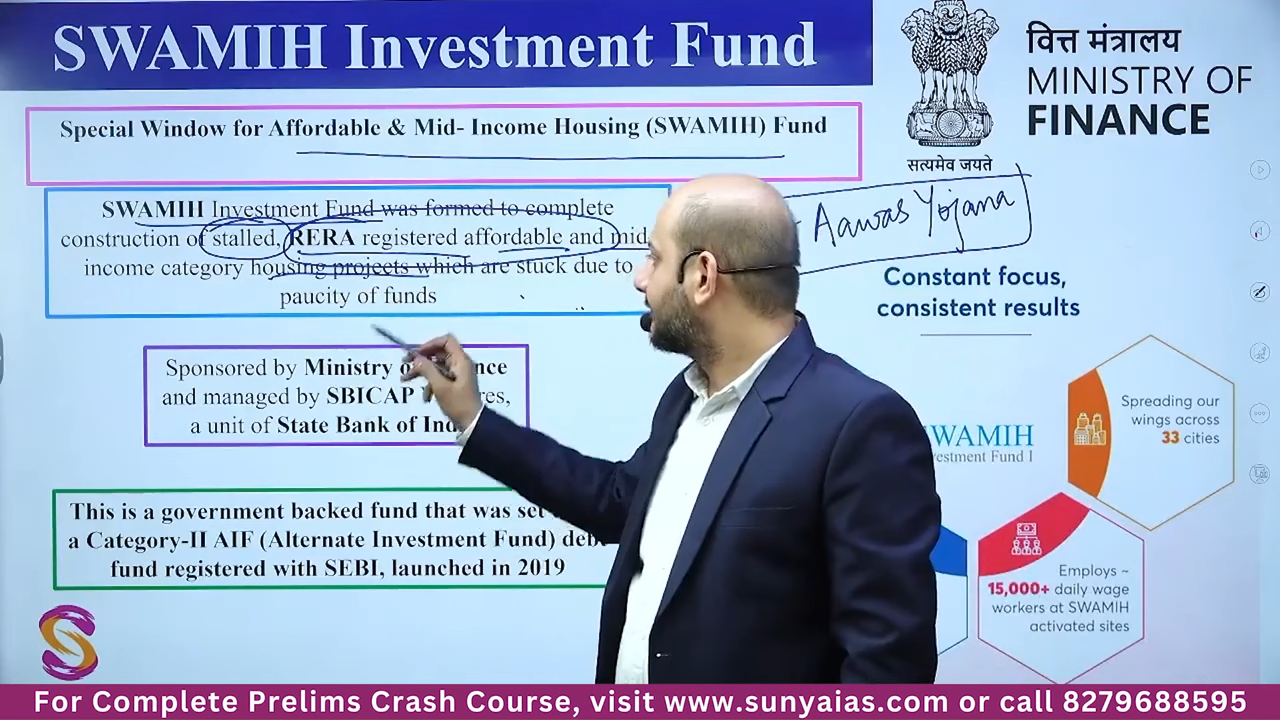 SWAMIH Investment Fund
वित्त मंत्रालय
MINISTRY OF
FINANCE
सत्यमेव जयते
Special Window for Affordable & Mid- Income Housing (SWAMIH) Fund
SWAMIH Investment Fund was formed to complete
construction of stalled, RERA registered affordable and mid
income category housing projects which are stuck due to
paucity of funds
Aawas Yojana
Constant focus,
consistent results
Sponsored by Ministry of
and managed by SBICAP
a unit of State Bank of
This is a government backed fund that was
a Category-II AIF (Alternate Investment Fund)
fund registered with SEBI, launched in 2019
Spreading our
wings across
33 cities
Fund I
Employs ~
15,000+ daily wage
workers at SWAMIH
activated sites
S
For Complete Prelims Crash Course, visit www.sunyaias.com or call 8279688595